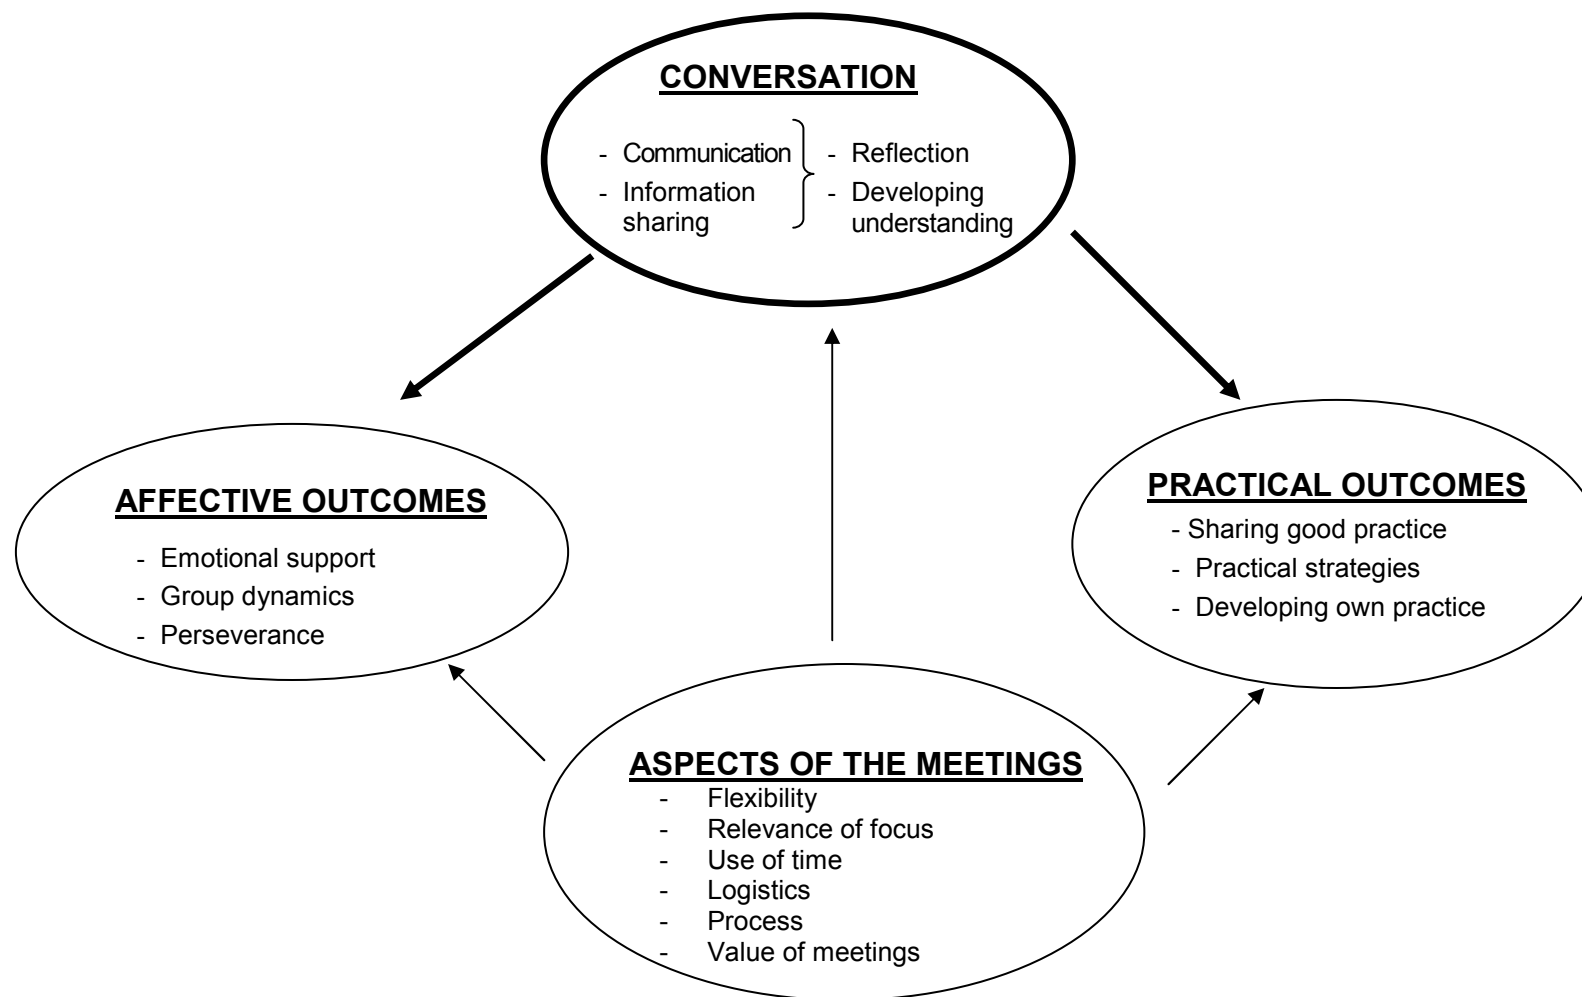 CONVERSATION
- Communication
- Information
sharing
- Reflection
- Developing
understanding
AFFECTIVE OUTCOMES
- Emotional support
- Group dynamics
- Perseverance
PRACTICAL OUTCOMES
- Sharing good practice
- Practical strategies
- Developing own practice
ASPECTS OF THE MEETINGS
- Flexibility
- Relevance of focus
- Use of time
- Logistics
- Process
- Value of meetings